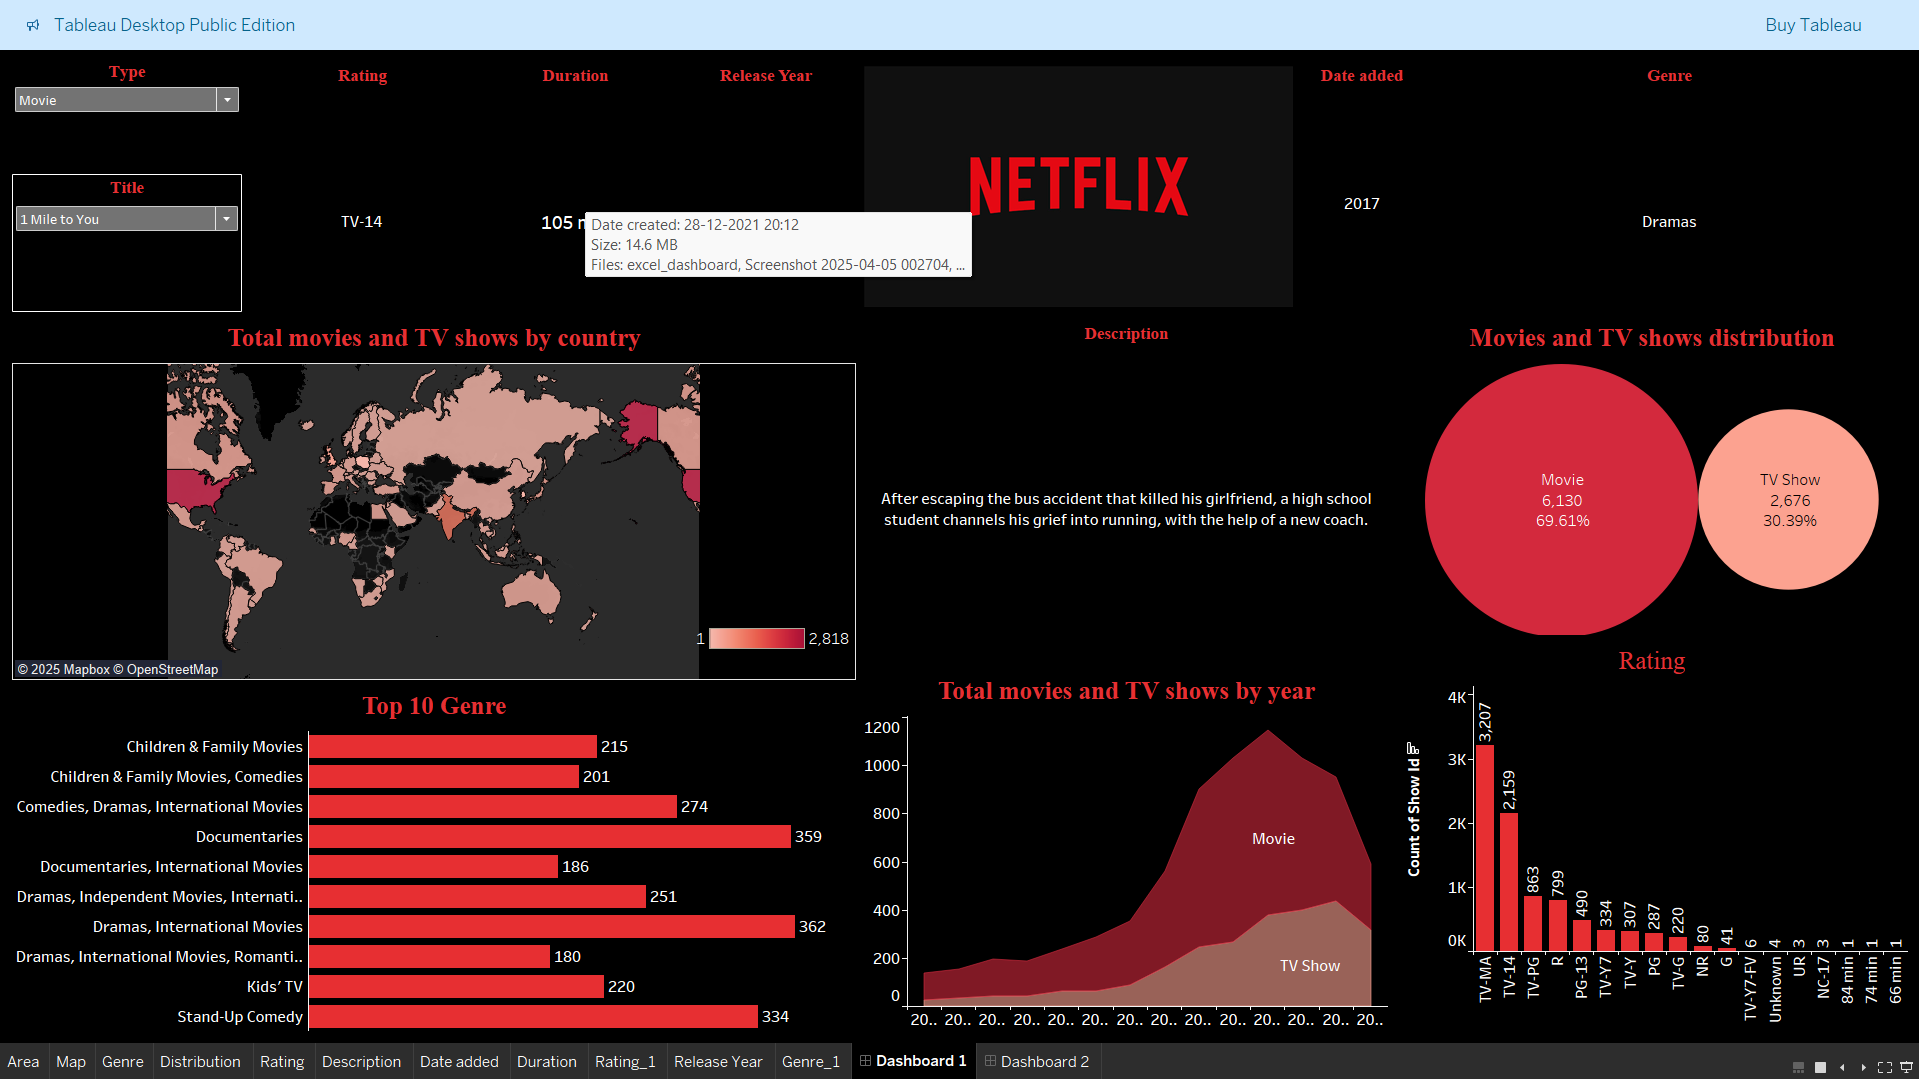 Tableau Desktop Public Edition
Buy Tableau
Type
Movie
Rating
Duration
Release Year
Date added
Genre
Title
1 Mile to You
TV-14
105
NETFLIX
2017
Dramas
Date created: 28-12-2021 20:12
Size: 14.6 MB
Files: excel_dashboard, Screenshot 2025-04-05 002704, ...
Total movies and TV shows by country
1
2,818
© 2025 Mapbox © OpenStreetMap
Description
After escaping the bus accident that killed his girlfriend, a high school
student channels his grief into running, with the help of a new coach.
Movies and TV shows distribution
Movie
6,130
69.61%
TV Show
2,676
30.39%
Top 10 Genre
Children & Family Movies 215
Children & Family Movies, Comedies 201
Comedies, Dramas, International Movies 274
Documentaries 359
Documentaries, International Movies 186
Dramas, Independent Movies, Internati.. 251
Dramas, International Movies 362
Dramas, International Movies, Romanti.. 180
Kids’ TV 220
Stand-Up Comedy 334
Total movies and TV shows by year
1200
1000
800
600
400
200
0
Movie
TV Show
20.. 20.. 20.. 20.. 20.. 20.. 20.. 20.. 20.. 20.. 20.. 20.. 20.. 20..
Rating
Count of Show Id
4K
3K
2K
1K
0K
3,207 2,159 863 799 490 334 307 287 220 80 41 6 4 3 3 1 1 1
TV-MA TV-14 TV-PG R PG-13 TV-Y7 TV-Y PG TV-G NR G TV-Y7-FV Unknown UR NC-17 84 min 74 min 66 min
Area Map Genre Distribution Rating Description Date added Duration Rating_1 Release Year Genre_1 Dashboard 1 Dashboard 2